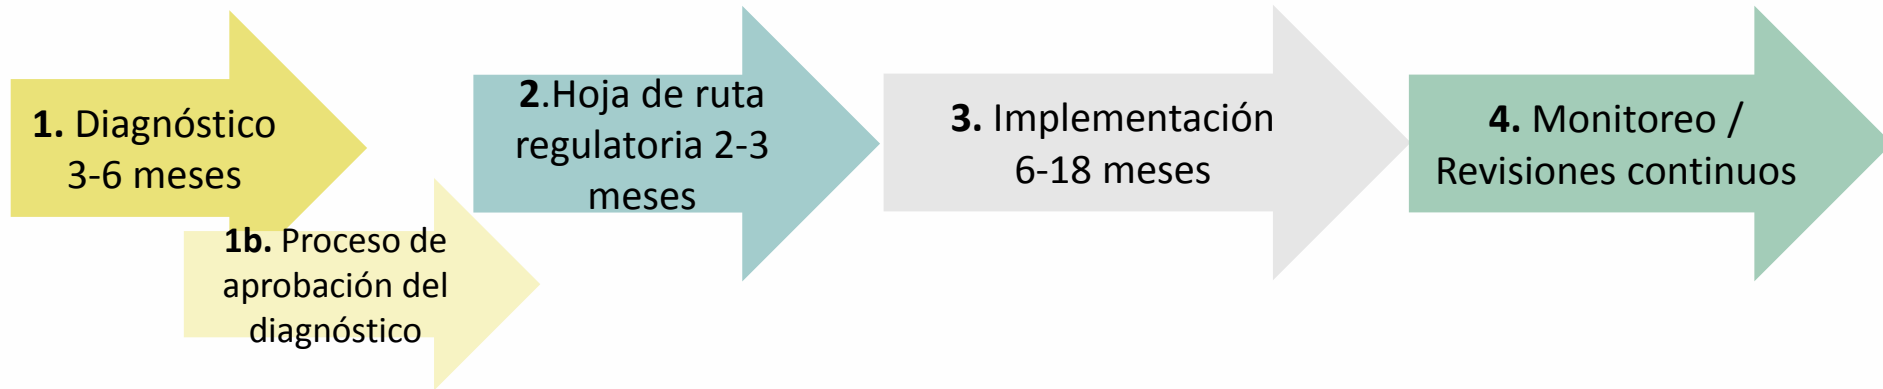 1. Diagnóstico
3-6 meses
1b. Proceso de
aprobación del
diagnóstico
2.Hoja de ruta
regulatoria 2-3
meses
3. Implementación
6-18 meses
4. Monitoreo /
Revisiones continuos